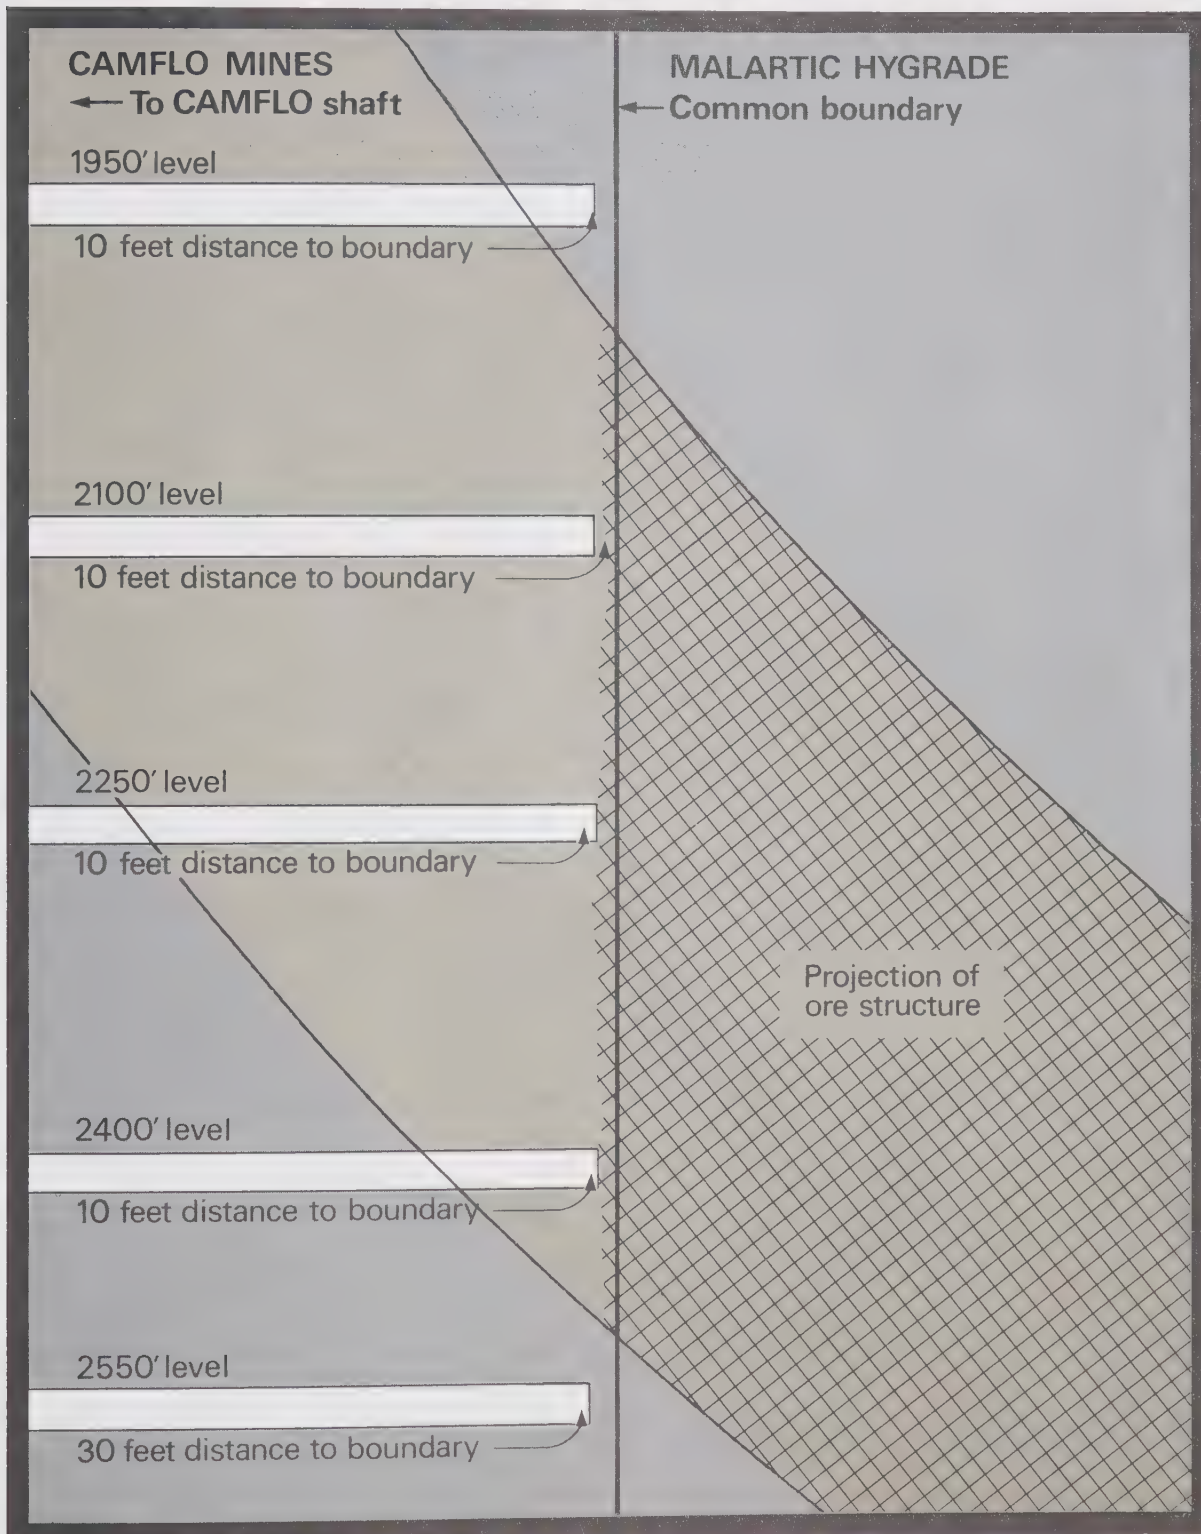 CAMFLO MINES
← To CAMFLO shaft
MALARTIC HYGRADE
← Common boundary
1950' level
10 feet distance to boundary
2100' level
10 feet distance to boundary
2250' level
10 feet distance to boundary
Projection of
ore structure
2400' level
10 feet distance to boundary
2550' level
30 feet distance to boundary